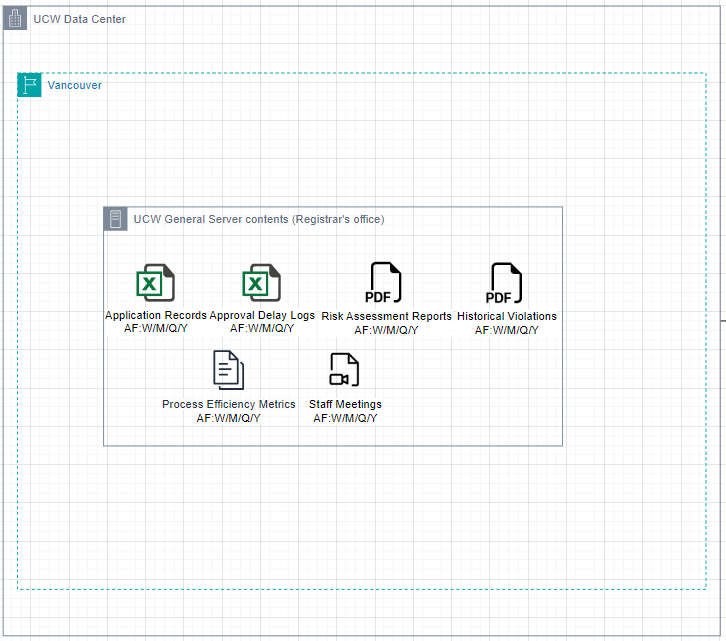 UCW Data Center
Vancouver
UCW General Server contents (Registrar's office)
X
X
PDF
PDF
Application Records
AF:W/M/Q/Y
Approval Delay Logs
AF:W/M/Q/Y
Risk Assessment Reports
AF:W/M/Q/Y
Historical Violations
AF:W/M/Q/Y
Process Efficiency Metrics
AF:W/M/Q/Y
Staff Meetings
AF:W/M/Q/Y